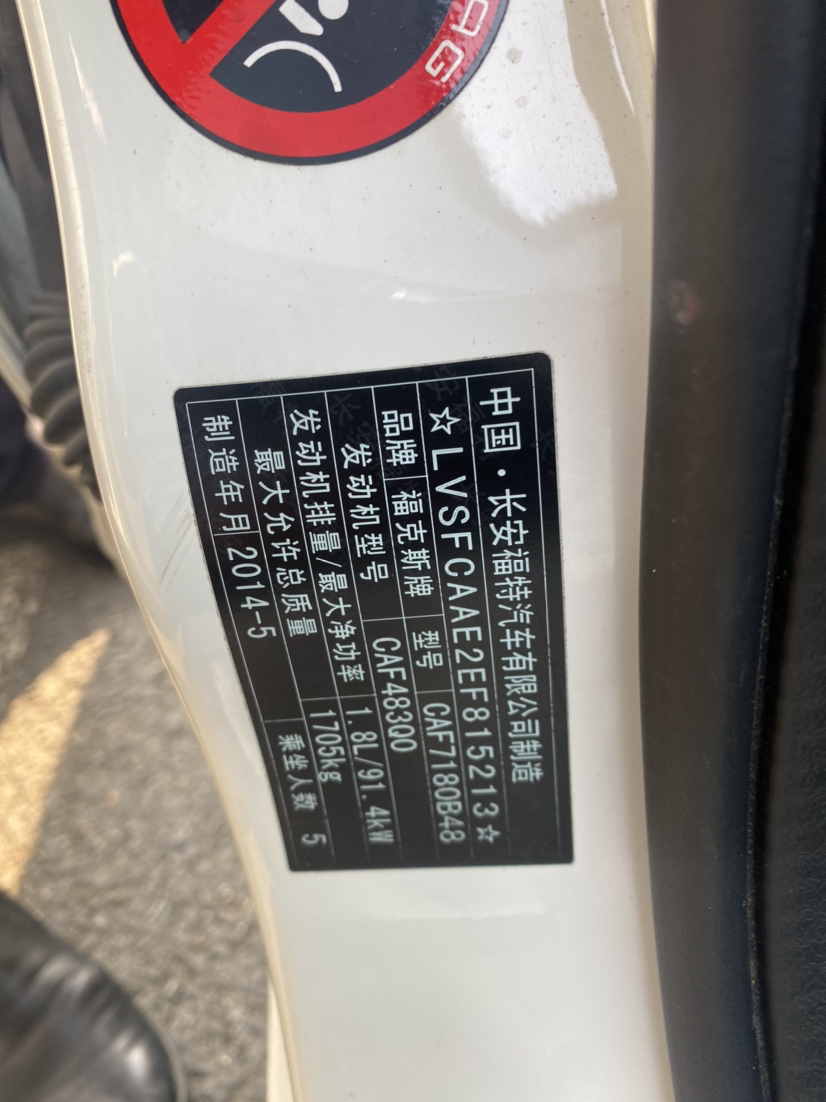 中国·长安福特汽车有限公司制造
☆LVSFCAAE2EF815213☆
品牌 福克斯牌 型号 CAF7180B48
发动机型号 CAF483Q0
发动机排量/最大净功率 1.8L/91.4kW
最大允许总质量 1705kg
制造年月 2014-5 乘坐人数 5